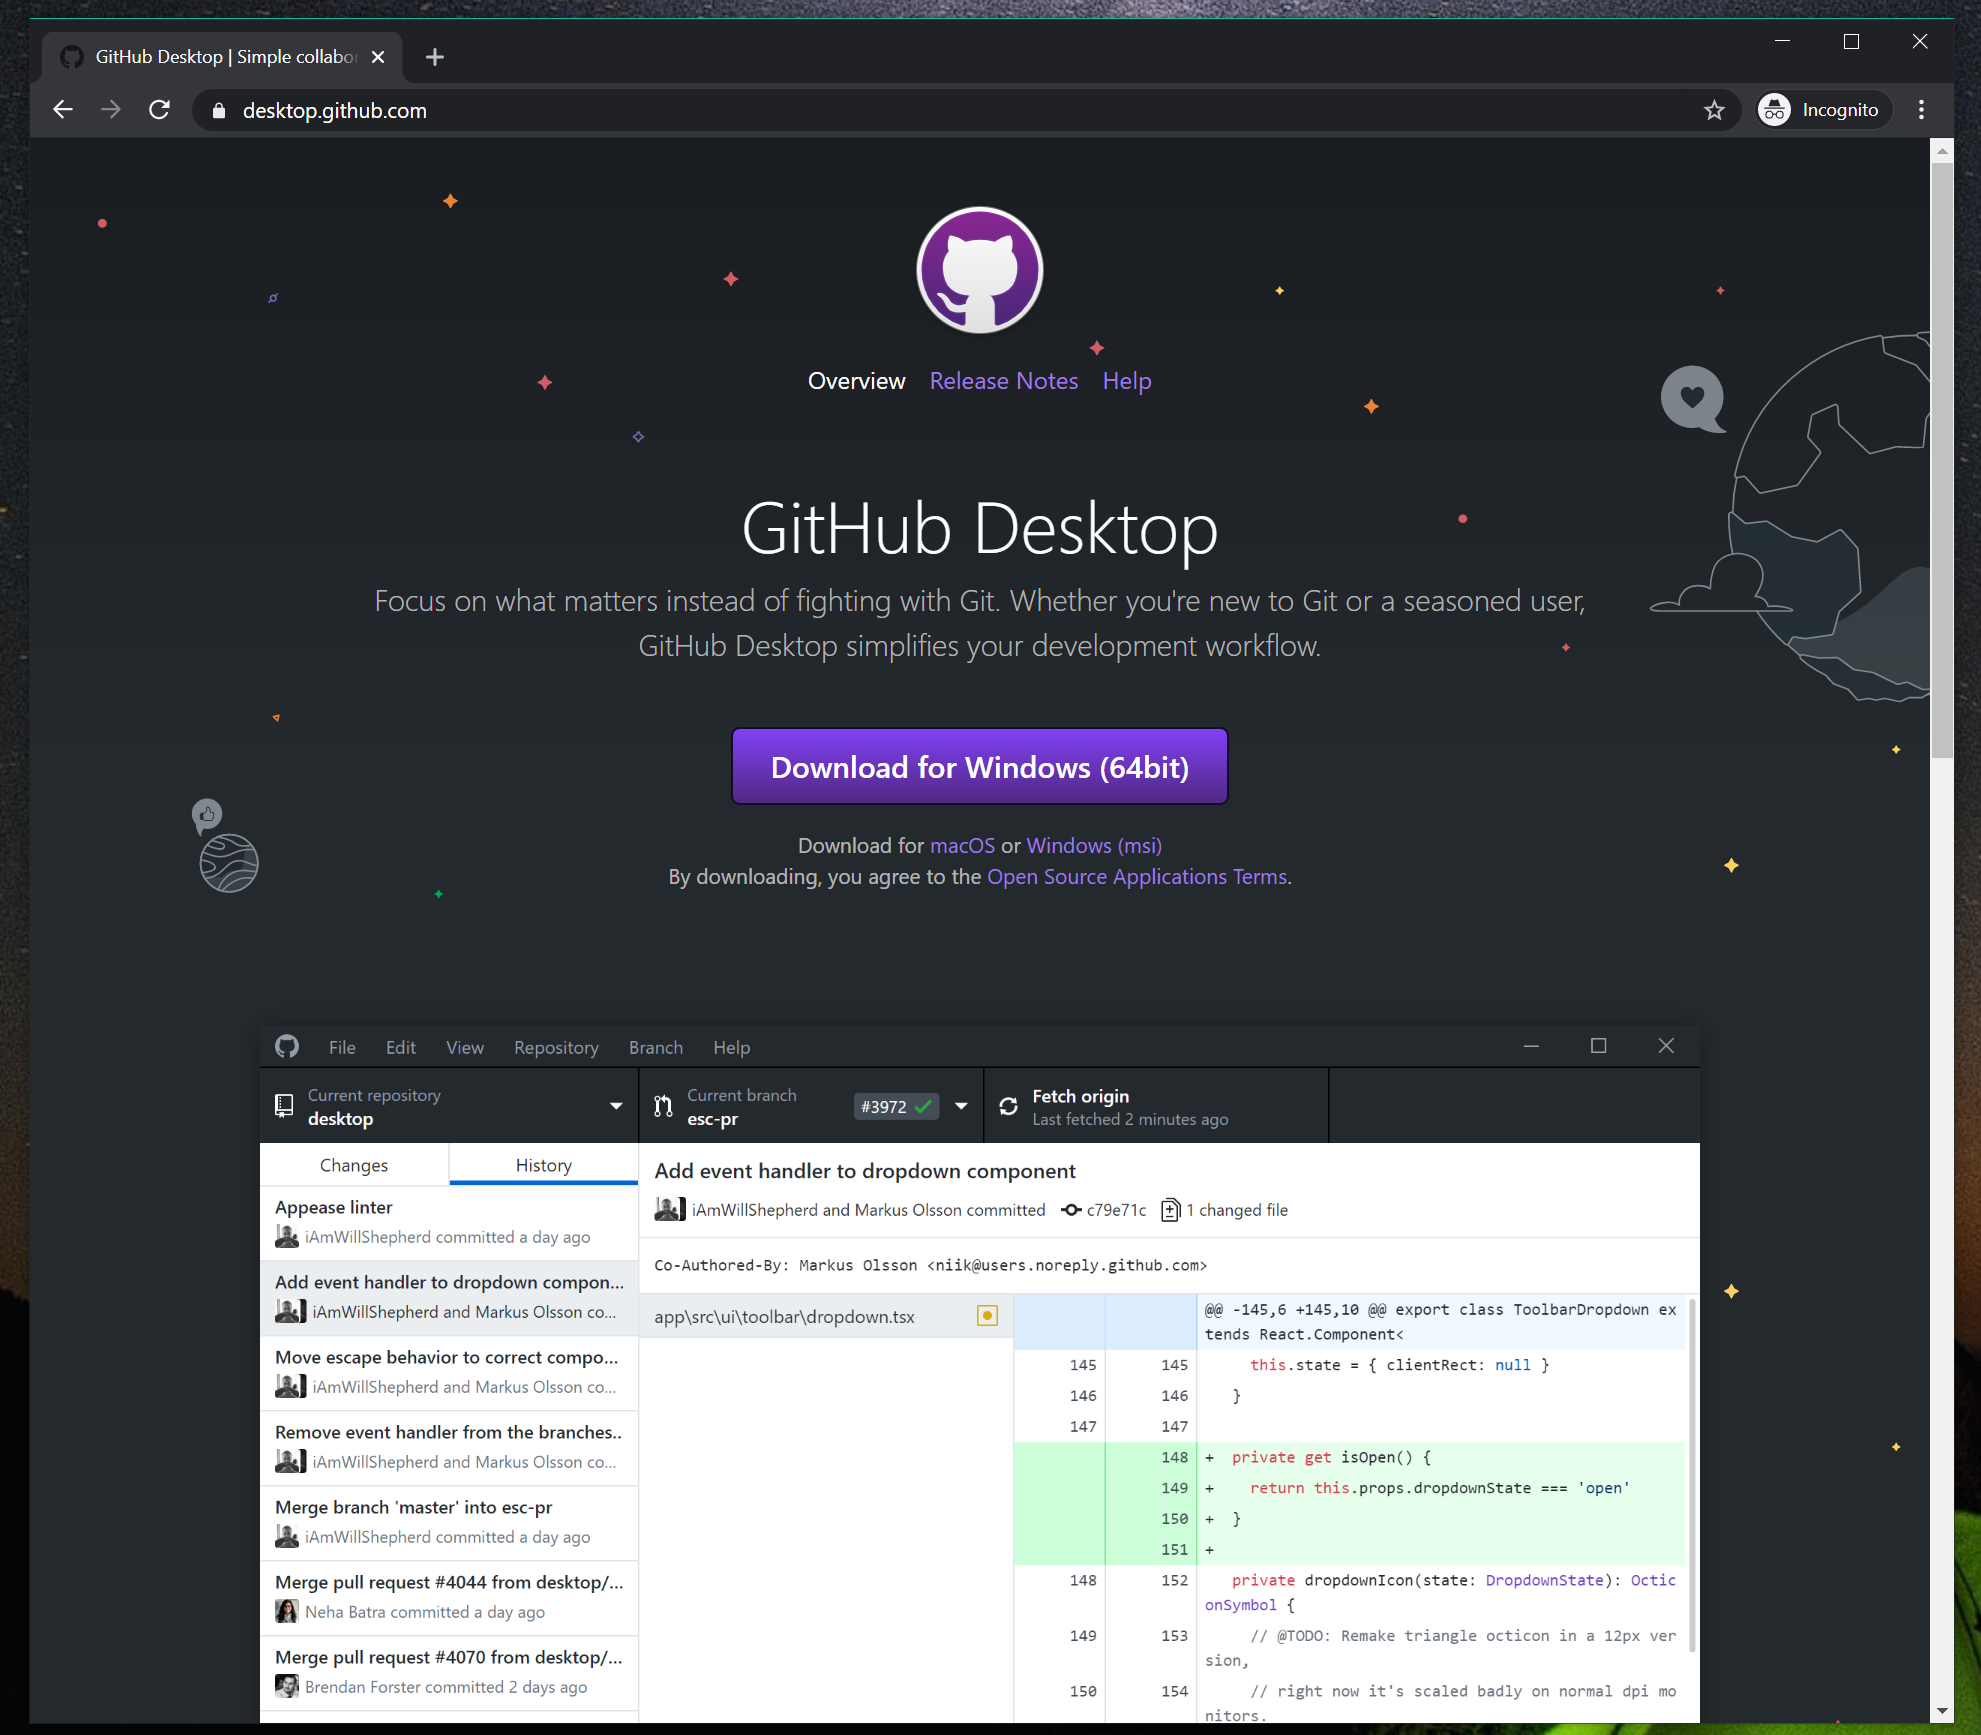 GitHub Desktop | Simple collabor
desktop.github.com
Incognito
Overview Release Notes Help
GitHub Desktop
Focus on what matters instead of fighting with Git. Whether you're new to Git or a seasoned user,
GitHub Desktop simplifies your development workflow.
Download for Windows (64bit)
Download for macOS or Windows (msi)
By downloading, you agree to the Open Source Applications Terms.
File Edit View Repository Branch Help
Current repository
desktop
Current branch
esc-pr
#3972
Fetch origin
Last fetched 2 minutes ago
Changes History
Appease linter
iAmWillShepherd committed a day ago
Add event handler to dropdown compon...
iAmWillShepherd and Markus Olsson co...
Move escape behavior to correct compo...
iAmWillShepherd and Markus Olsson co...
Remove event handler from the branches..
iAmWillShepherd and Markus Olsson co...
Merge branch 'master' into esc-pr
iAmWillShepherd committed a day ago
Merge pull request #4044 from desktop/...
Neha Batra committed a day ago
Merge pull request #4070 from desktop/...
Brendan Forster committed 2 days ago
Add event handler to dropdown component
iAmWillShepherd and Markus Olsson committed c79e71c 1 changed file
Co-Authored-By: Markus Olsson <niik@users.noreply.github.com>
app\src\ui\toolbar\dropdown.tsx
@@ -145,6 +145,10 @@ export class ToolbarDropdown ex
tends React.Component<
145 145 this.state = { clientRect: null }
146 146 }
147 147
148 + private get isOpen() {
149 + return this.props.dropdownState === 'open'
150 + }
151 +
148 152 private dropdownIcon(state: DropdownState): Octic
onSymbol {
149 153 // @TODO: Remake triangle octicon in a 12px ver
sion,
150 154 // right now it's scaled badly on normal dpi mo
nitors.